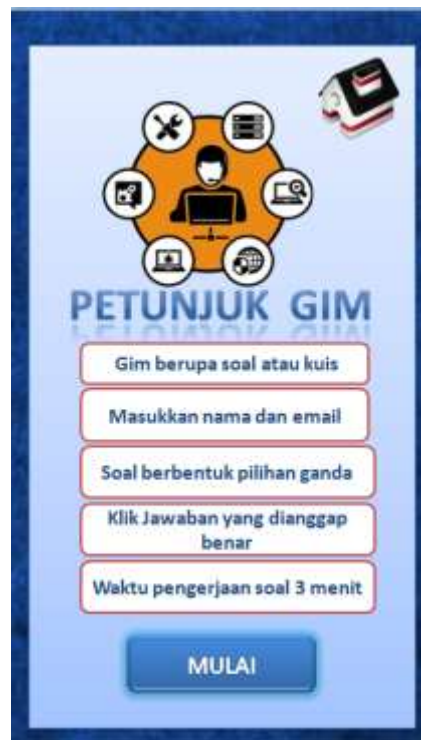 PETUNJUK GIM
Gim berupa soal atau kuis
Masukkan nama dan email
Soal berbentuk pilihan ganda
Klik Jawaban yang dianggap
benar
Waktu pengerjaan soal 3 menit
MULAI